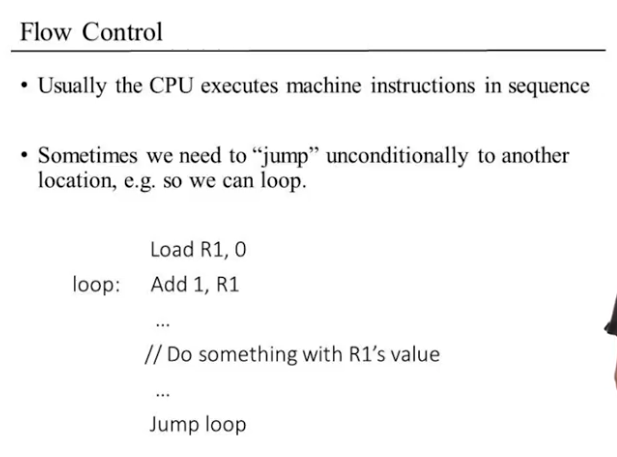 Flow Control
• Usually the CPU executes machine instructions in sequence
• Sometimes we need to “jump” unconditionally to another
location, e.g. so we can loop.
Load R1, 0
loop: Add 1, R1
...
// Do something with R1’s value
...
Jump loop